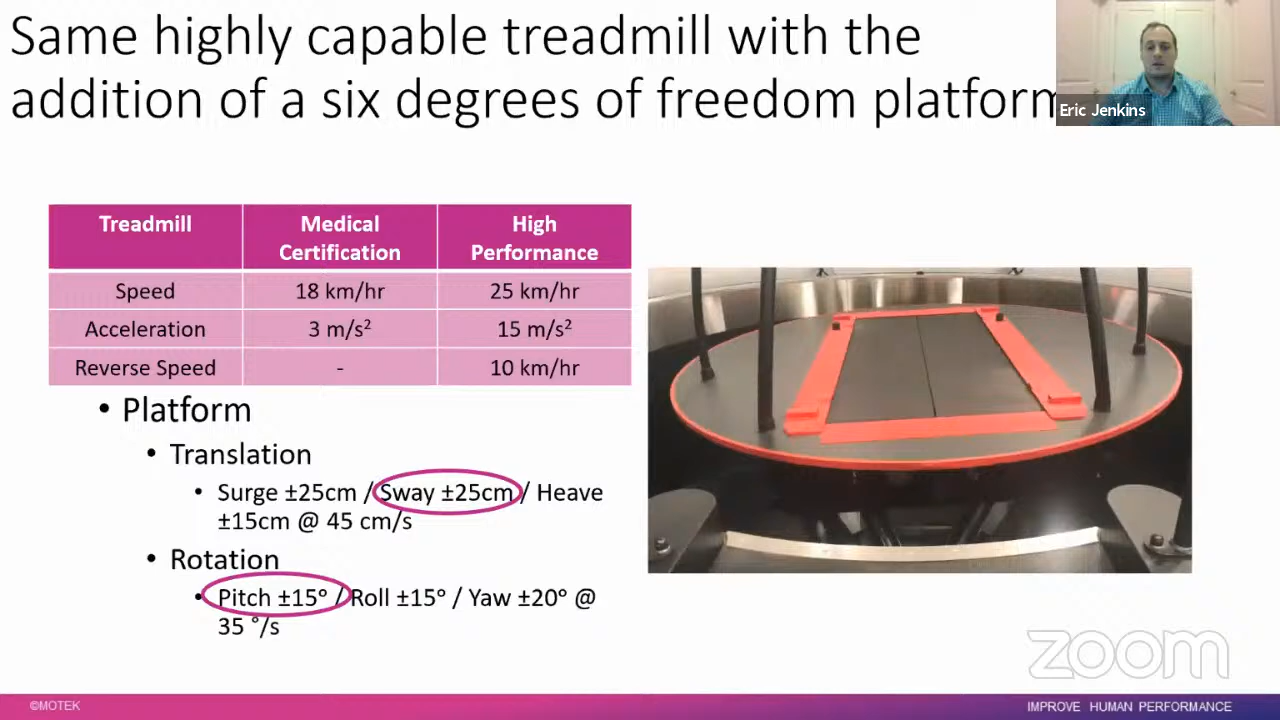 Same highly capable treadmill with the
addition of a six degrees of freedom platform
Eric Jenkins
Treadmill Medical Certification High Performance
Speed 18 km/hr 25 km/hr
Acceleration 3 m/s² 15 m/s²
Reverse Speed - 10 km/hr
• Platform
• Translation
• Surge ±25cm / Sway ±25cm / Heave
±15cm @ 45 cm/s
• Rotation
• Pitch ±15° / Roll ±15° / Yaw ±20° @
35 °/s
zoom
©MOTEK
IMPROVE HUMAN PERFORMANCE